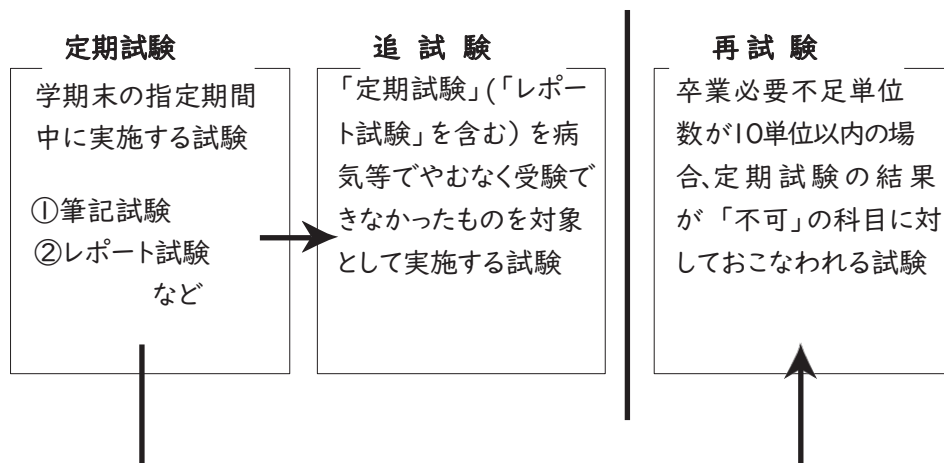 定期試験
学期末の指定期間
中に実施する試験
①筆記試験
②レポート試験
など
追試験
「定期試験」(「レポー
ト試験」を含む)を病
気等でやむなく受験で
きなかったものを対象
として実施する試験
再試験
卒業必要不足単位
数が10単位以内の場
合、定期試験の結果
が「不可」の科目に対
しておこなわれる試験